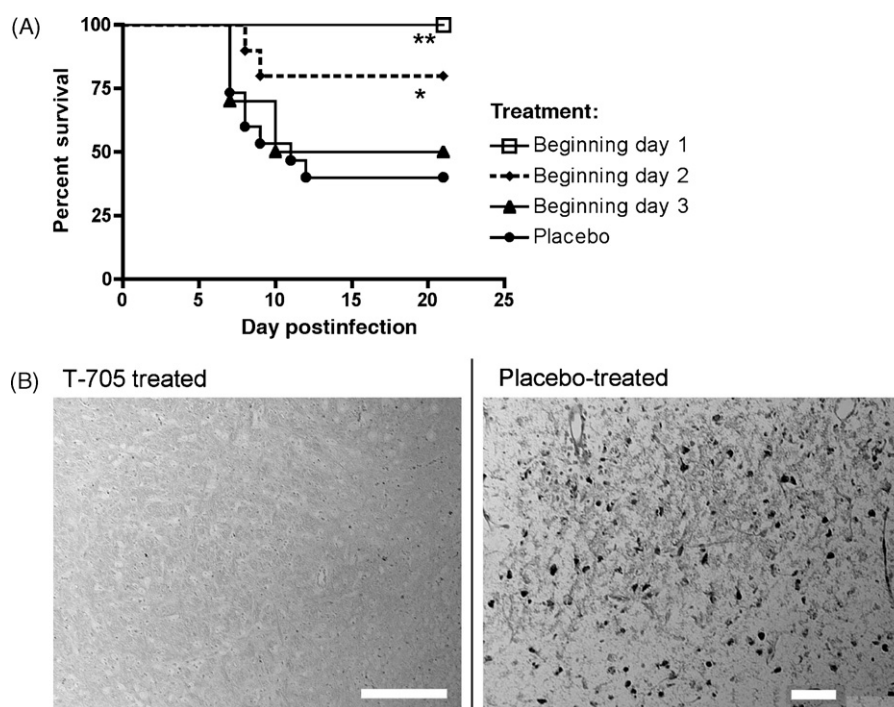 (A)
100
75
50
25
0
Percent survival
**
*
0 5 10 15 20 25
Day postinfection
Treatment:
Beginning day 1
Beginning day 2
Beginning day 3
Placebo
(B) T-705 treated
Placebo-treated